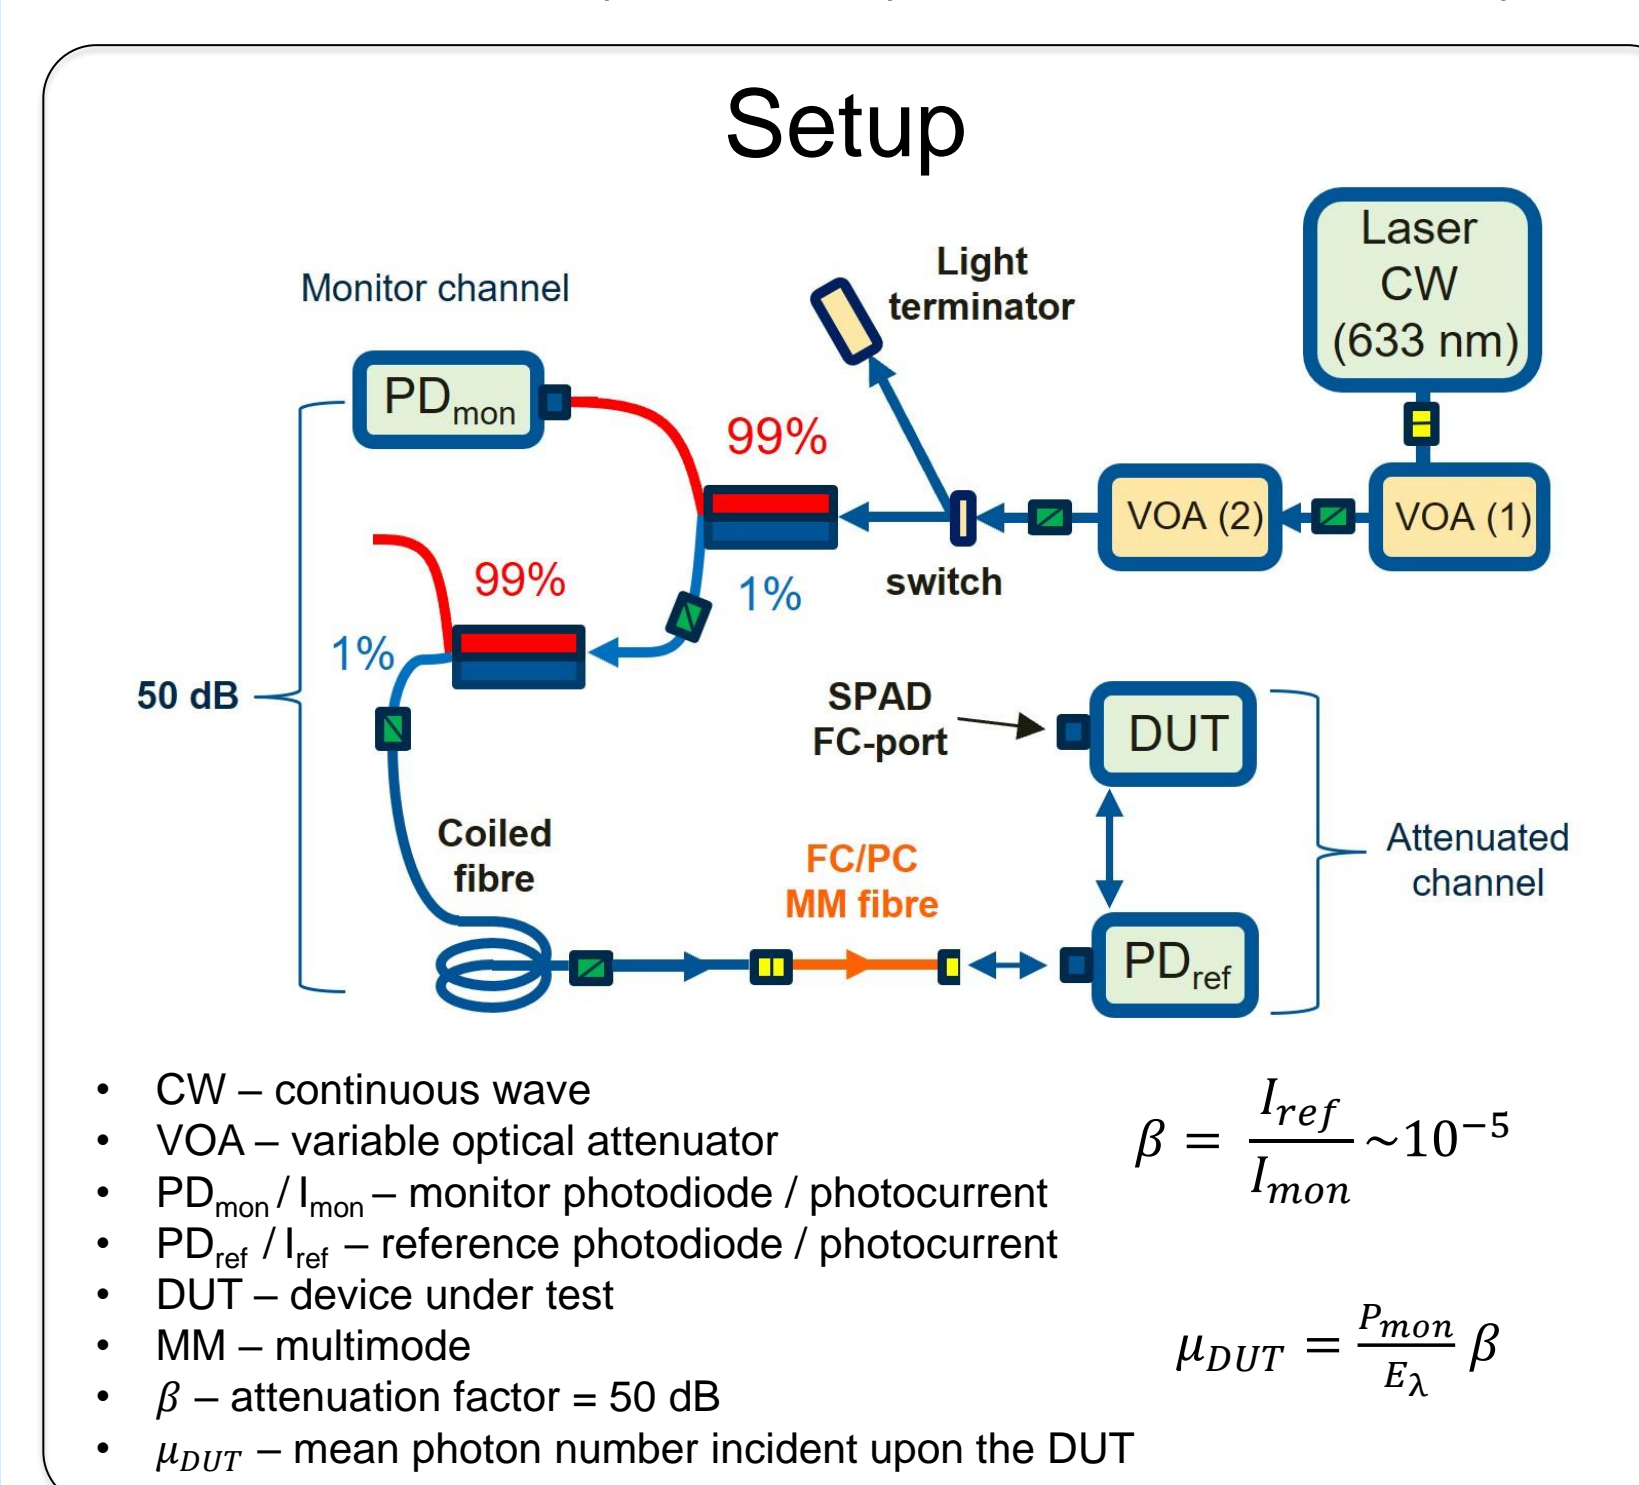 Setup
Laser
CW
(633 nm)
Light
terminator
Monitor channel
PDmon
99%
VOA (2)
VOA (1)
switch
1%
99%
1%
50 dB
SPAD
FC-port
DUT
Coiled
fibre
FC/PC
MM fibre
Attenuated
channel
PDref
• CW – continuous wave
• VOA – variable optical attenuator
• PDmon / Imon – monitor photodiode / photocurrent
• PDref / Iref – reference photodiode / photocurrent
• DUT – device under test
• MM – multimode
• β – attenuation factor = 50 dB
• μDUT – mean photon number incident upon the DUT
β = Iref / Imon ~10⁻⁵
μDUT = Pmon / Eλ β